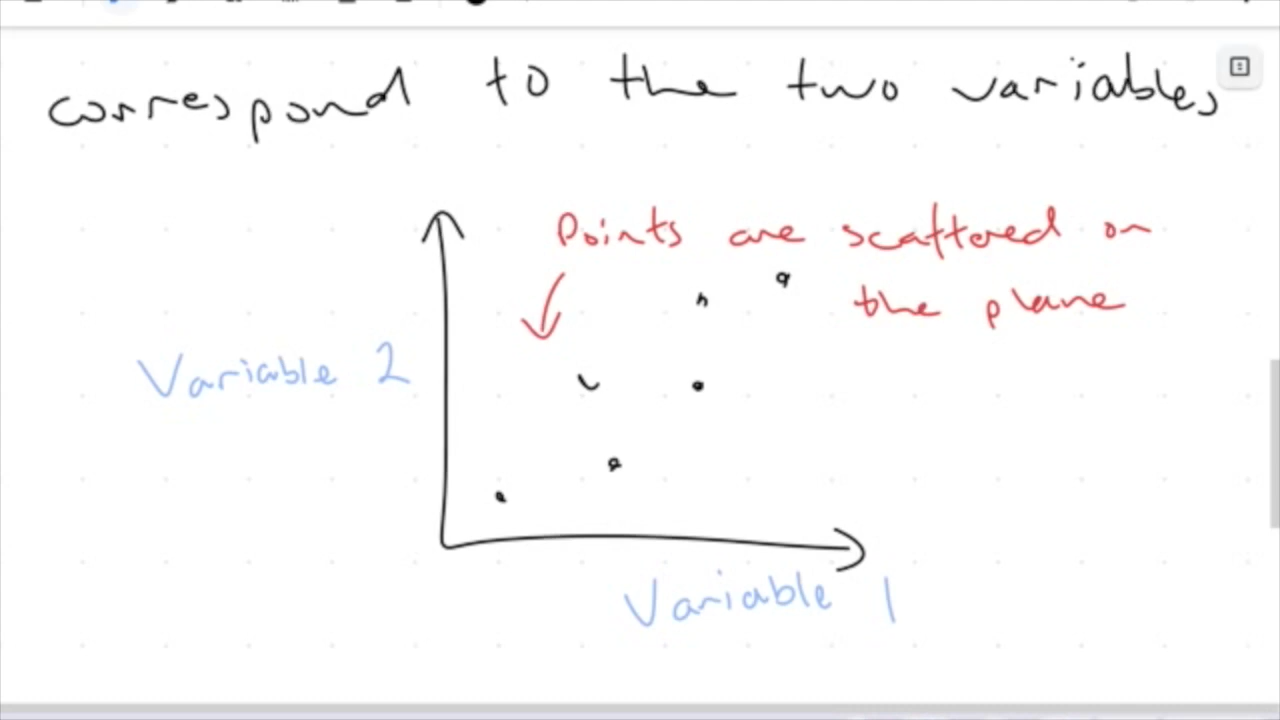 correspond to the two variables
Points are scattered on
the plane
Variable 2
Variable 1